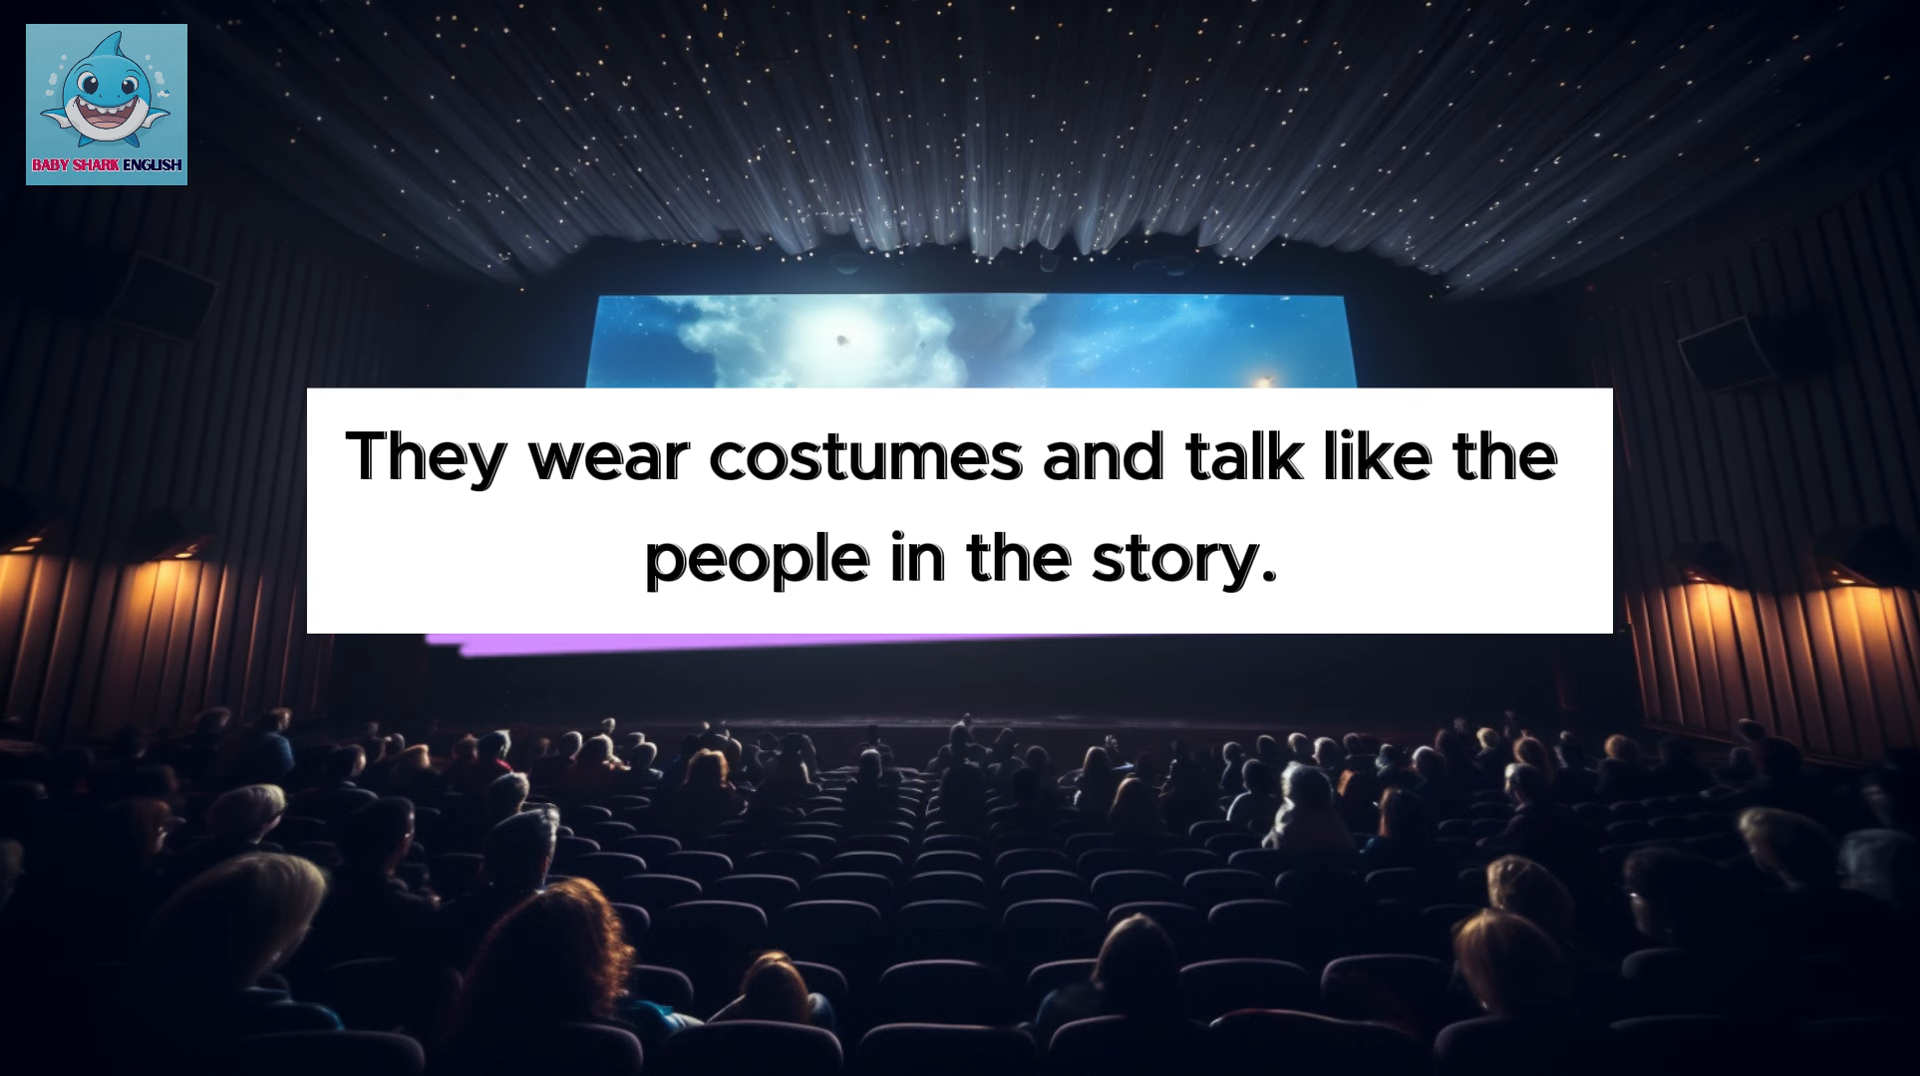 BABY SHARK ENGLISH
They wear costumes and talk like the
people in the story.